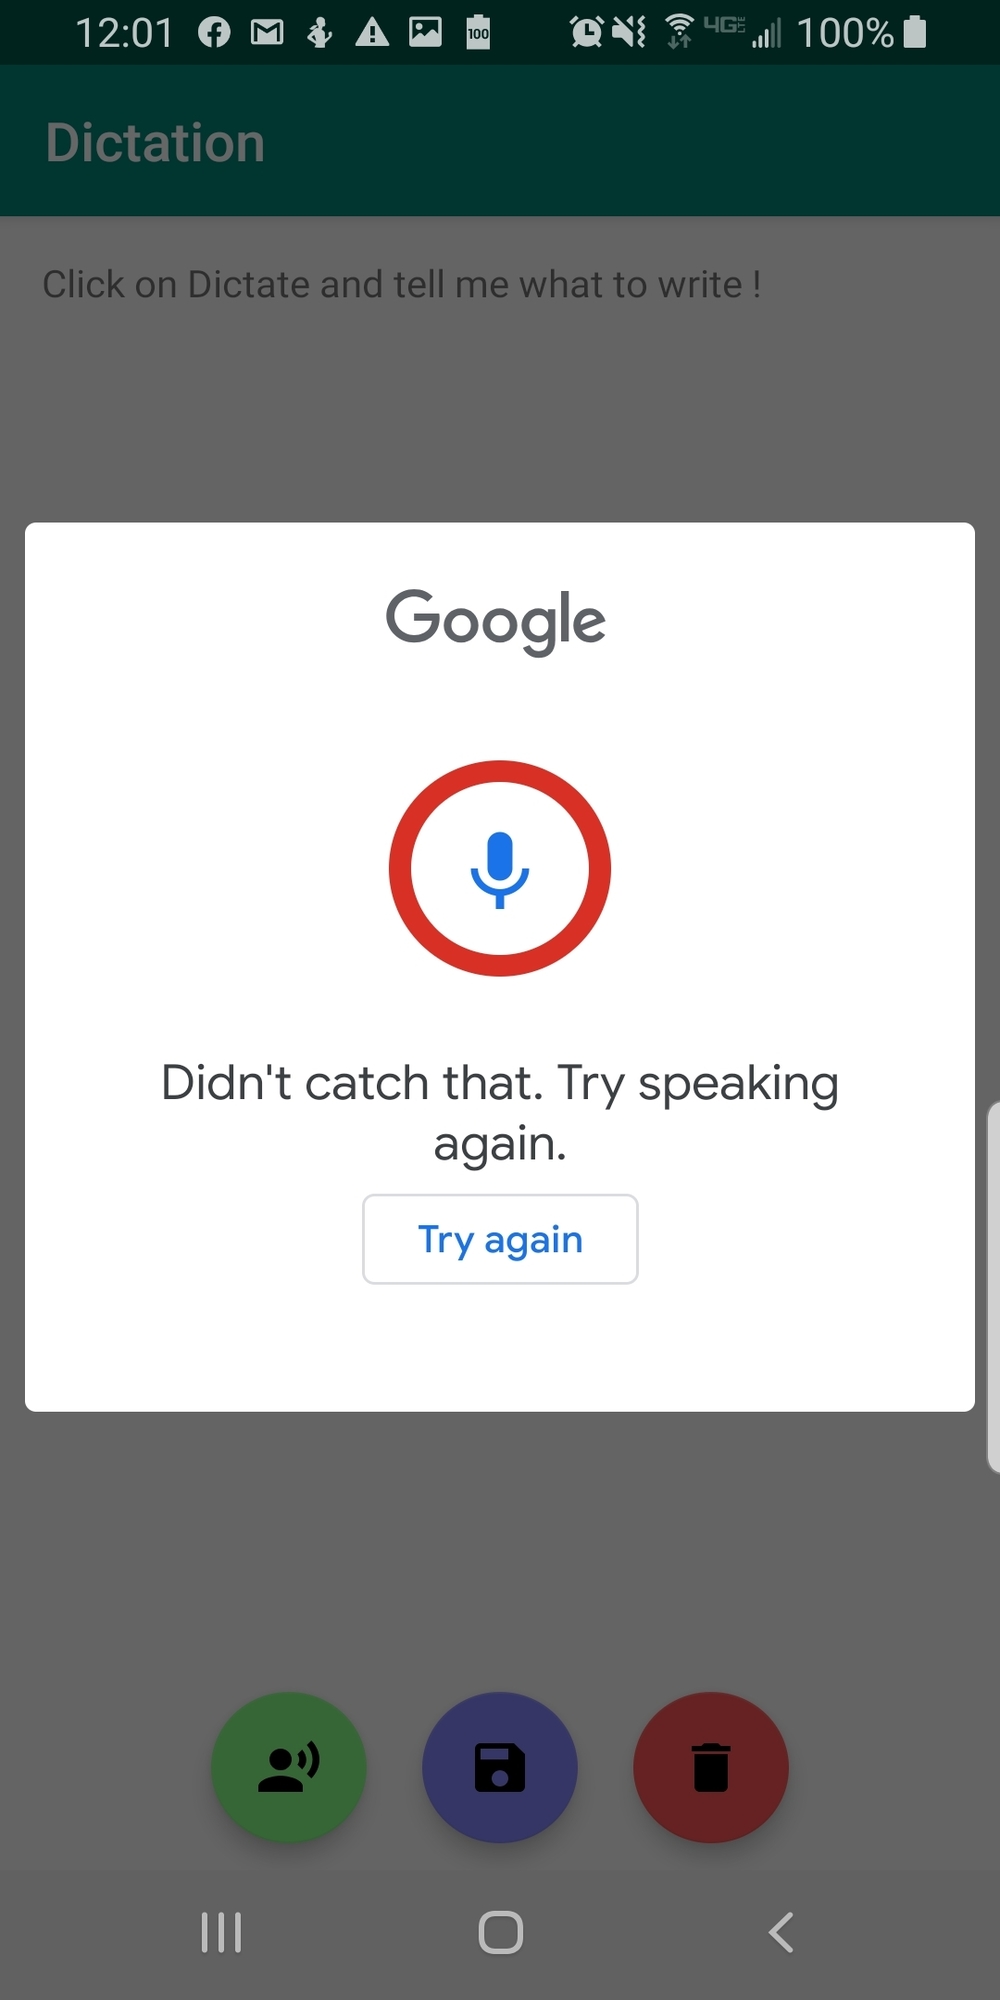 12:01 100 4G LTE 100%
Dictation
Click on Dictate and tell me what to write !
Google
Didn't catch that. Try speaking
again.
Try again